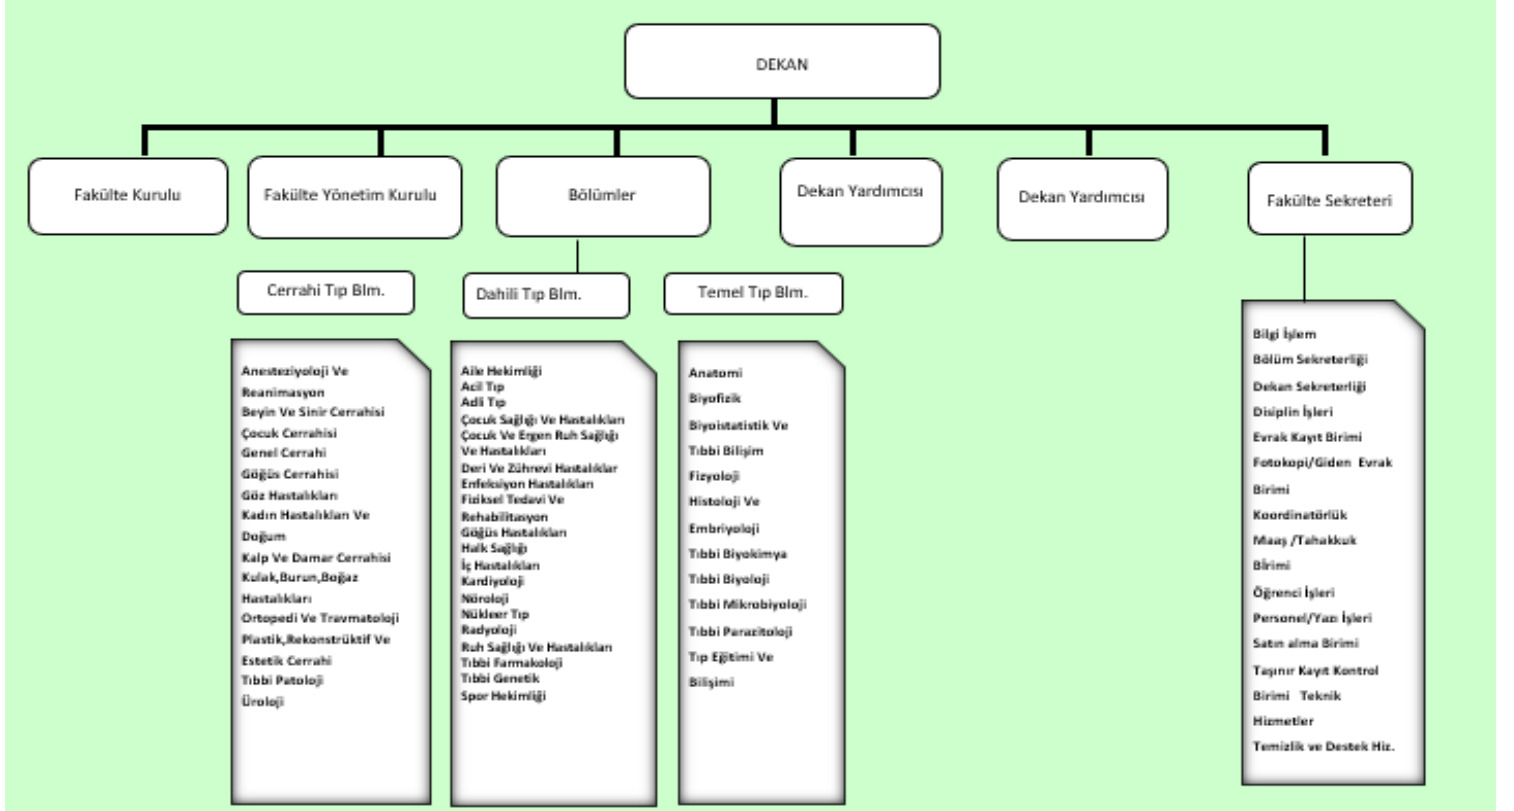 DEKAN
Fakülte Kurulu
Fakülte Yönetim Kurulu
Bölümler
Dekan Yardımcısı
Dekan Yardımcısı
Fakülte Sekreteri
Cerrahi Tıp Blm.
Dahili Tıp Blm.
Temel Tıp Blm.
Anesteziyoloji Ve
Reanimasyon
Beyin Ve Sinir Cerrahisi
Çocuk Cerrahisi
Genel Cerrahi
Göğüs Cerrahisi
Göz Hastalıkları
Kadın Hastalıkları Ve
Doğum
Kalp Ve Damar Cerrahisi
Kulak,Burun,Boğaz
Hastalıkları
Ortopedi Ve Travmatoloji
Plastik,Rekonstrüktif Ve
Estetik Cerrahi
Tıbbi Patoloji
Üroloji
Aile Hekimliği
Acil Tıp
Adli Tıp
Çocuk Sağlığı Ve Hastalıkları
Çocuk Ve Ergen Ruh Sağlığı
Ve Hastalıkları
Deri Ve Zührevi Hastalıklar
Enfeksiyon Hastalıkları
Fiziksel Tedavi Ve
Rehabilitasyon
Göğüs Hastalıkları
Halk Sağlığı
İç Hastalıkları
Kardiyoloji
Nöroloji
Nükleer Tıp
Radyoloji
Ruh Sağlığı Ve Hastalıkları
Tıbbi Farmakoloji
Tıbbi Genetik
Spor Hekimliği
Anatomi
Biyofizik
Biyoistatistik Ve
Tıbbi Bilişim
Fizyoloji
Histoloji Ve
Embriyoloji
Tıbbi Biyokimya
Tıbbi Biyoloji
Tıbbi Mikrobiyoloji
Tıbbi Parazitoloji
Tıp Eğitimi Ve
Bilişimi
Bilgi İşlem
Bölüm Sekreterliği
Dekan Sekreterliği
Disiplin İşleri
Evrak Kayıt Birimi
Fotokopi/Giden Evrak
Birimi
Koordinatörlük
Maaş /Tahakkuk
Bİrimi
Öğrenci İşleri
Personel/Yazı İşleri
Satın alma Birimi
Taşınır Kayıt Kontrol
Birimi Teknik
Hizmetler
Temizlik ve Destek Hiz.